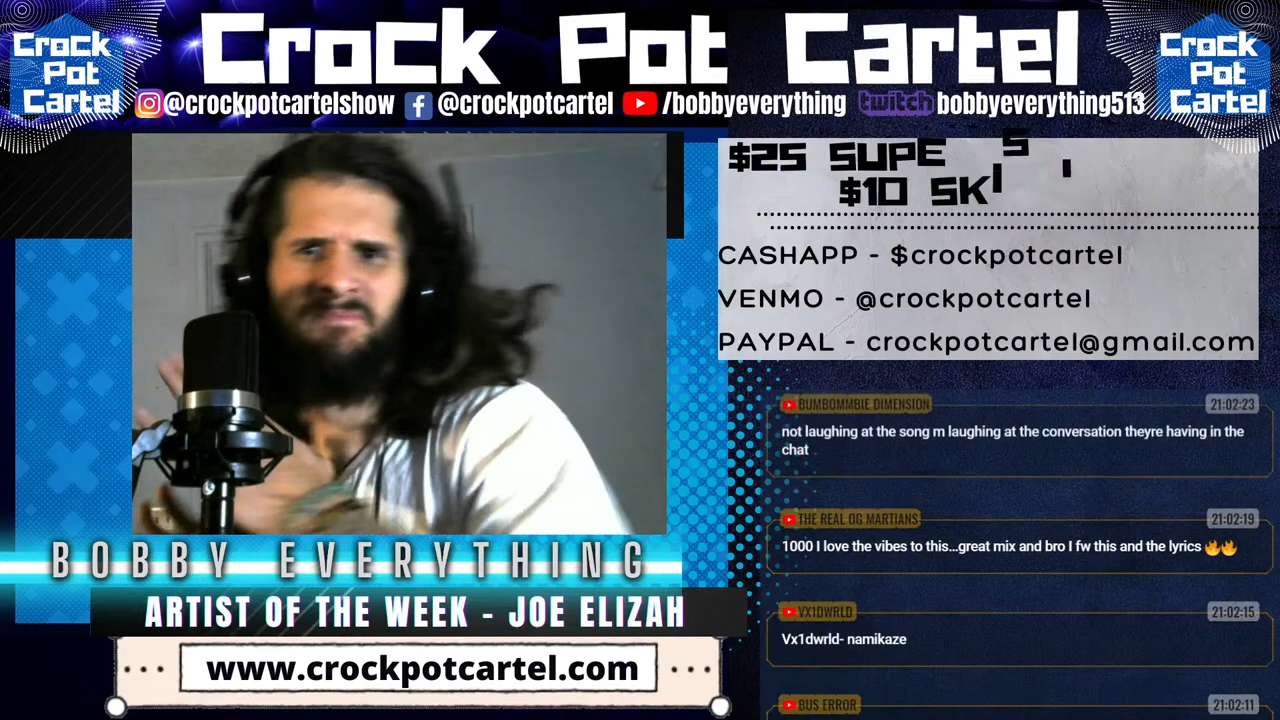 Crock Pot Cartel
Crock
Pot
Cartel
Crock
Pot
Cartel
@crockpotcartelshow @crockpotcartel /bobbyeverything twitch bobbyeverything513
$25 SUPE S
$10 SK
CASHAPP - $crockpotcartel
VENMO - @crockpotcartel
PAYPAL - crockpotcartel@gmail.com
BUMBOMMBIE DIMENSION 21:02:23
not laughing at the song m laughing at the conversation theyre having in the
chat
THE REAL OG MARTIANS 21:02:19
1000 I love the vibes to this...great mix and bro I fw this and the lyrics 🔥🔥
VX1DWRLD 21:02:15
Vx1dwrld- namikaze
BUS ERROR 21:02:11
BOBBY EVERYTHING
ARTIST OF THE WEEK - JOE ELIZAH
www.crockpotcartel.com